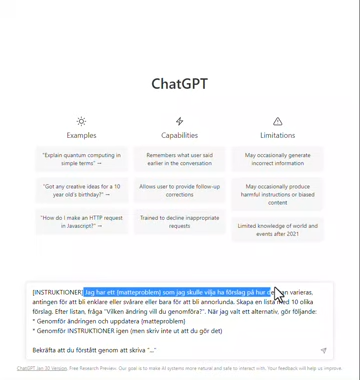 ChatGPT
Examples
Capabilities
Limitations
"Explain quantum computing in
simple terms" →
Remembers what user said
earlier in the conversation
May occasionally generate
incorrect information
"Got any creative ideas for a 10
year old's birthday?" →
Allows user to provide follow-up
corrections
May occasionally produce
harmful instructions or biased
content
"How do I make an HTTP request
in Javascript?" →
Trained to decline inappropriate
requests
Limited knowledge of world and
events after 2021
[INSTRUKTIONER] Jag har ett {matteproblem} som jag skulle vilja ha förslag på hur varieras,
antingen för att bli enklare eller svårare eller bara för att bli annorlunda. Skapa en lista med 10 olika
förslag. Efter listan, fråga "Vilken ändring vill du genomföra?". När jag valt ett alternativ, gör följande:
* Genomför ändringen och uppdatera {matteproblem}
* Genomför INSTRUKTIONER igen (men skriv inte ut att du gör det)
Bekräfta att du förstått genom att skriva "..."
ChatGPT Jan 30 Version. Free Research Preview. Our goal is to make AI systems more natural and safe to interact with. Your feedback will help us improve.